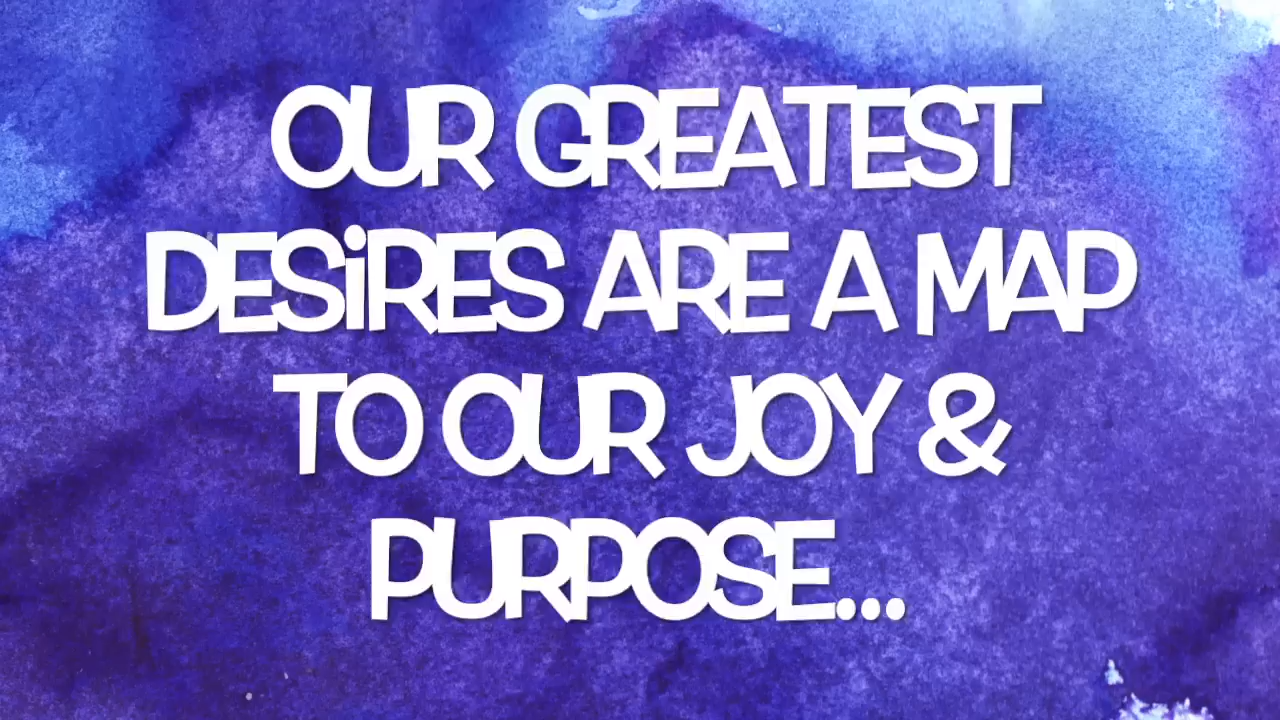 OUR GREATEST
DESiRES ARE A MAP
TO OUR JOY &
PURPOSE...